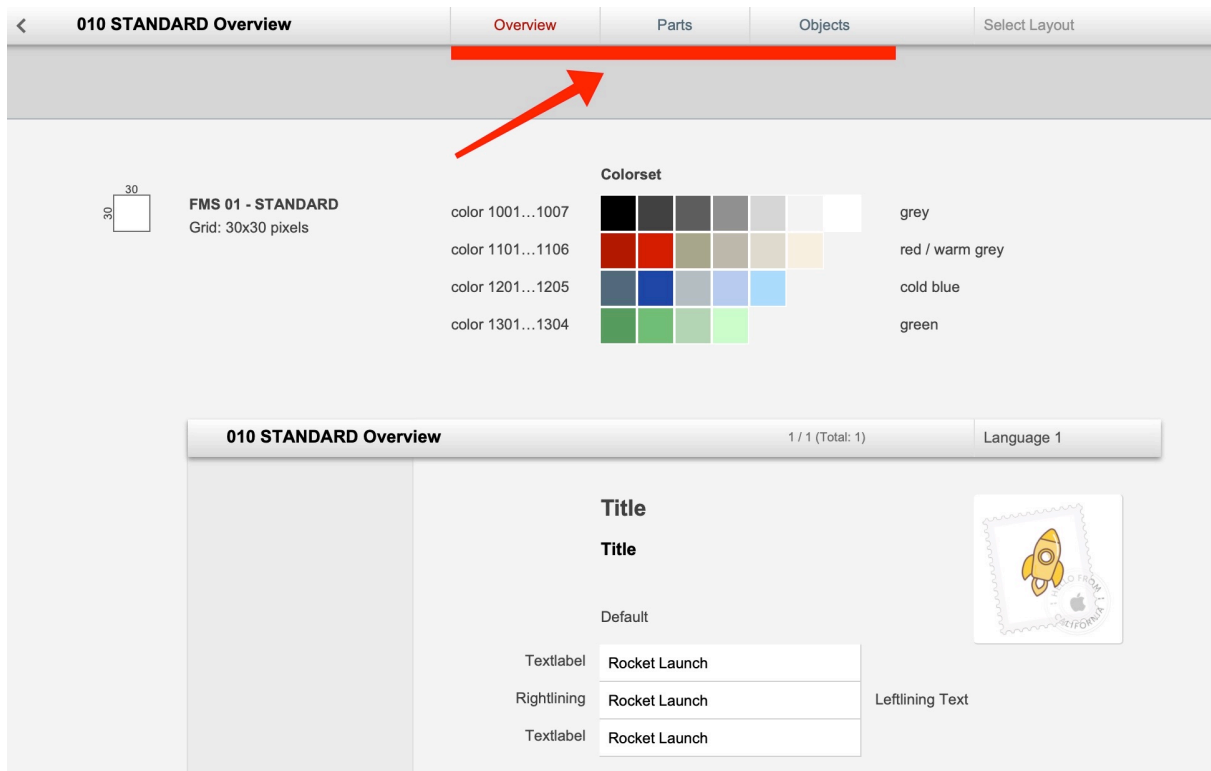 010 STANDARD Overview Overview Parts Objects Select Layout
Colorset
30
30 FMS 01 - STANDARD color 1001...1007 grey
Grid: 30x30 pixels
color 1101...1106 red / warm grey
color 1201...1205 cold blue
color 1301...1304 green
010 STANDARD Overview 1 / 1 (Total: 1) Language 1
Title
Title
Default
CALIFORNIA
Textlabel Rocket Launch
Rightlining Rocket Launch Leftlining Text
Textlabel Rocket Launch